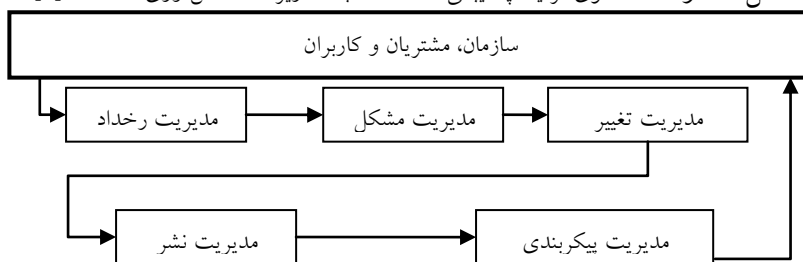 سازمان، مشتریان و کاربران
مدیریت رخداد
مدیریت مشکل
مدیریت تغییر
مدیریت نشر
مدیریت پیکربندی